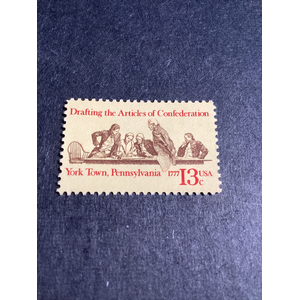 Drafting the Articles of Confederation
York Town, Pennsylvania 1777 13c USA